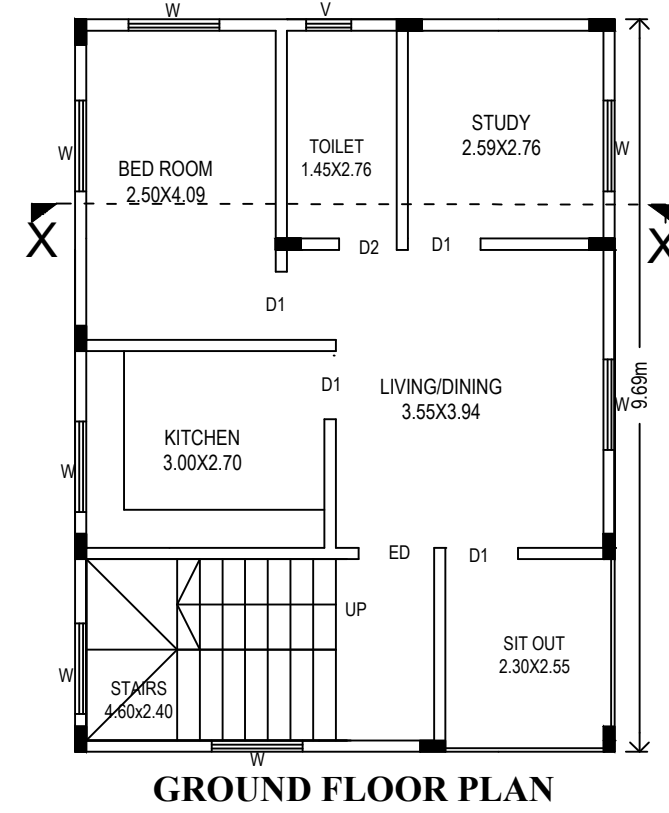 W
V
W
BED ROOM
2.50X4.09
TOILET
1.45X2.76
STUDY
2.59X2.76
W
X
X
D2
D1
D1
D1
LIVING/DINING
3.55X3.94
W
9.69m
KITCHEN
3.00X2.70
W
ED
D1
UP
SIT OUT
2.30X2.55
W
STAIRS
4.60x2.40
W
GROUND FLOOR PLAN